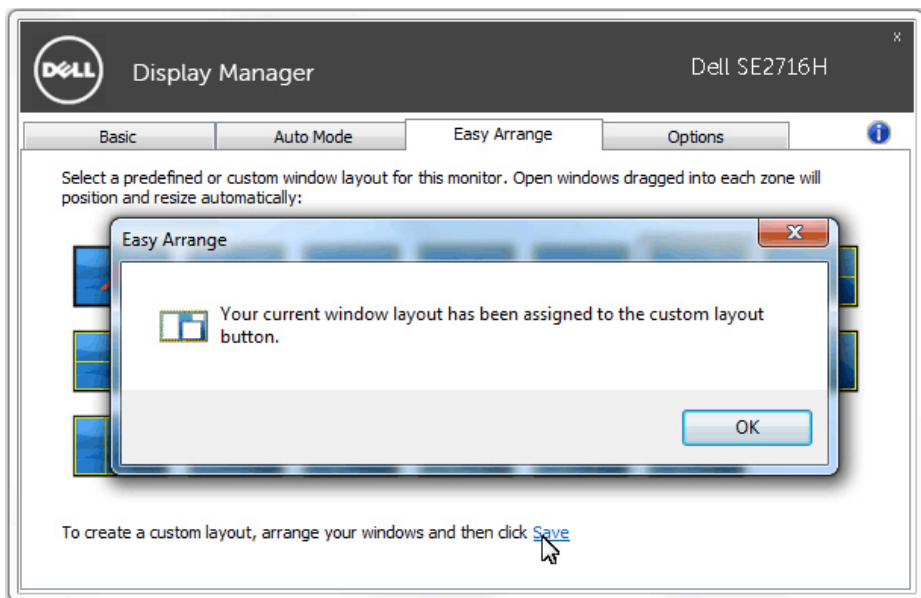 DELL
Display Manager
Dell SE2716H
x
Basic
Auto Mode
Easy Arrange
Options
i
Select a predefined or custom window layout for this monitor. Open windows dragged into each zone will
position and resize automatically:
Easy Arrange
x
Your current window layout has been assigned to the custom layout
button.
OK
To create a custom layout, arrange your windows and then click Save